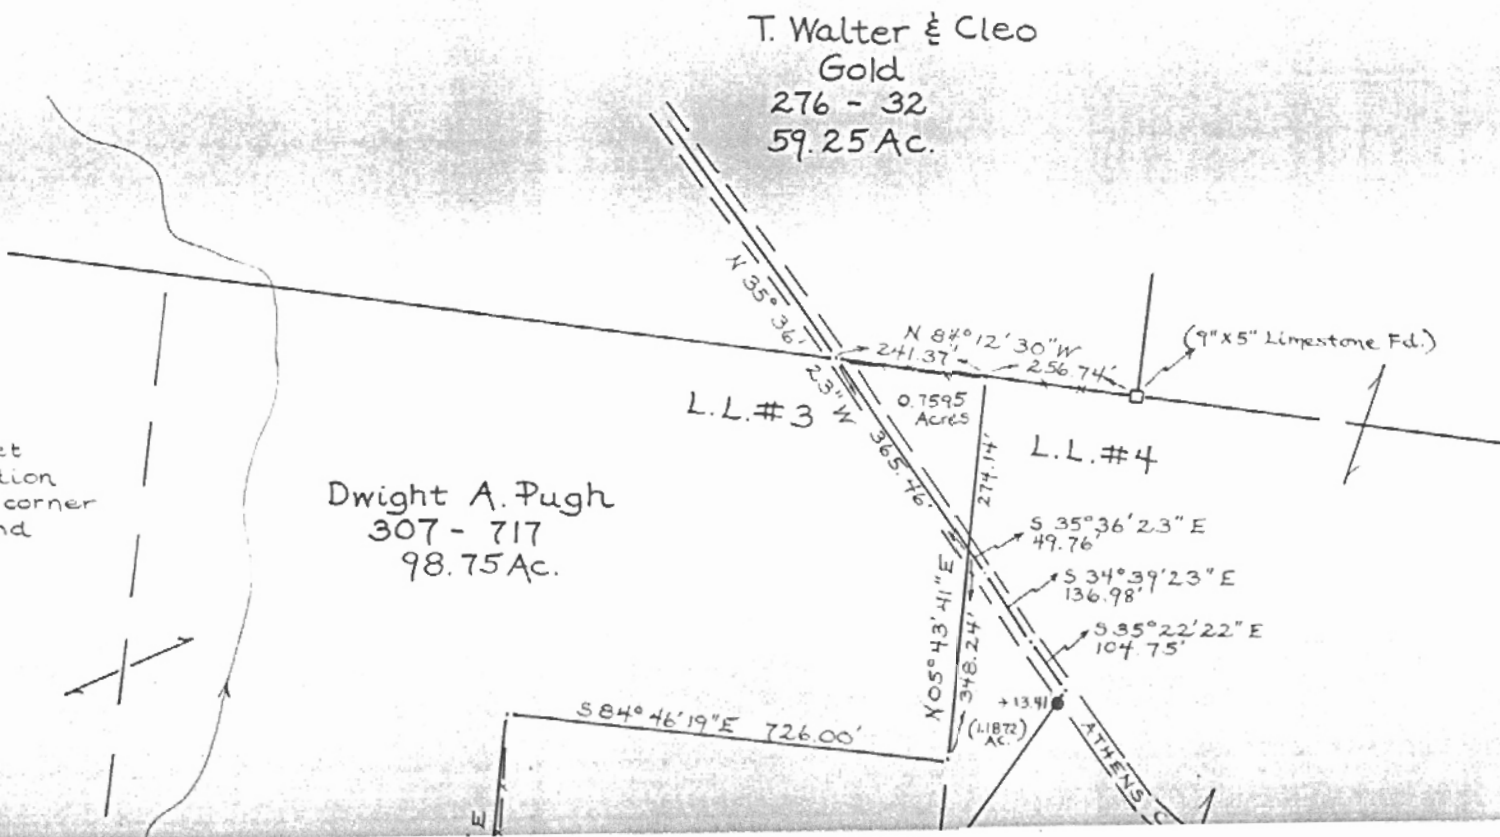 T. Walter & Cleo
Gold
276 - 32
59.25 Ac.
N 35° 36' 23" W 365.46'
N 84° 12' 30" W
241.37'
256.74'
(9" x 5" Limestone Fd.)
0.7595
Acres
L.L.#3
L.L.#4
274.14'
corner
Dwight A. Pugh
307 - 717
98.75 Ac.
S 35° 36' 23" E
49.76'
S 34° 39' 23" E
136.98'
S 35° 22' 22" E
104.75'
N 05° 43' 41" E
348.24'
+13.41
(1.1872)
AC.
S 84° 46' 19" E 726.00'
ATHENS
E